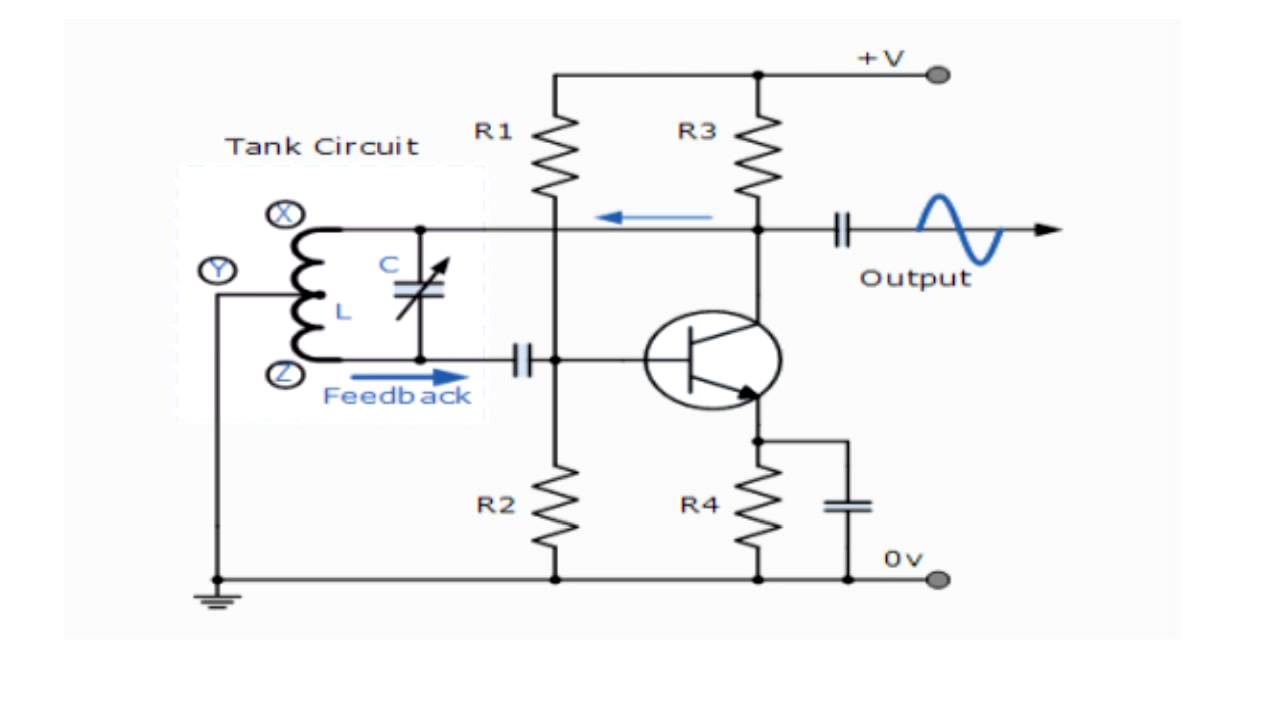 +V
R1
R3
Tank Circuit
X
Y
C
L
Output
Z
Feedback
R2
R4
0v